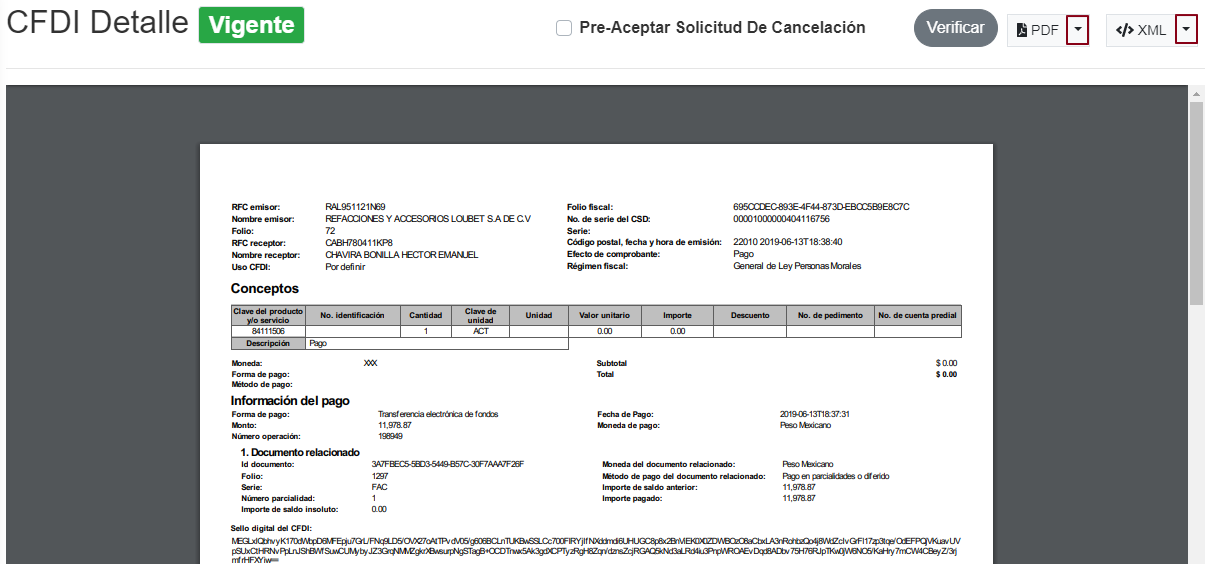 CFDI Detalle Vigente
Pre-Aceptar Solicitud De Cancelación
Verificar
PDF
XML
RFC emisor: RAL951121N69 Folio fiscal: 695CCDEC-893E-4F44-873D-EBCC5B9E8C7C
Nombre emisor: REFACCIONES Y ACCESORIOS LOUBET S.A DE C.V No. de serie del CSD: 00001000000404116756
Folio: 72 Serie:
RFC receptor: CABH780411KP8 Código postal, fecha y hora de emisión: 22010 2019-06-13T18:38:40
Nombre receptor: CHAVIRA BONILLA HECTOR EMANUEL Efecto de comprobante: Pago
Uso CFDI: Por definir Régimen fiscal: General de Ley Personas Morales
Conceptos
Clave del producto y/o servicio No. identificación Cantidad Clave de unidad Unidad Valor unitario Importe Descuento No. de pedimento No. de cuenta predial
84111506 1 ACT 0.00 0.00
Descripción Pago
Moneda: XXX Subtotal $ 0.00
Forma de pago: Total $ 0.00
Método de pago:
Información del pago
Forma de pago: Transferencia electrónica de fondos Fecha de Pago: 2019-06-13T18:37:31
Monto: 11,978.87 Moneda de pago: Peso Mexicano
Número operación: 198949
1. Documento relacionado
Id documento: 3A7FBEC5-5BD3-5449-B57C-30F7AAA7F26F Moneda del documento relacionado: Peso Mexicano
Folio: 1297 Método de pago del documento relacionado: Pago en parcialidades o diferido
Serie: FAC Importe de saldo anterior: 11,978.87
Número parcialidad: 1 Importe pagado: 11,978.87
Importe de saldo insoluto: 0.00
Sello digital del CFDI: